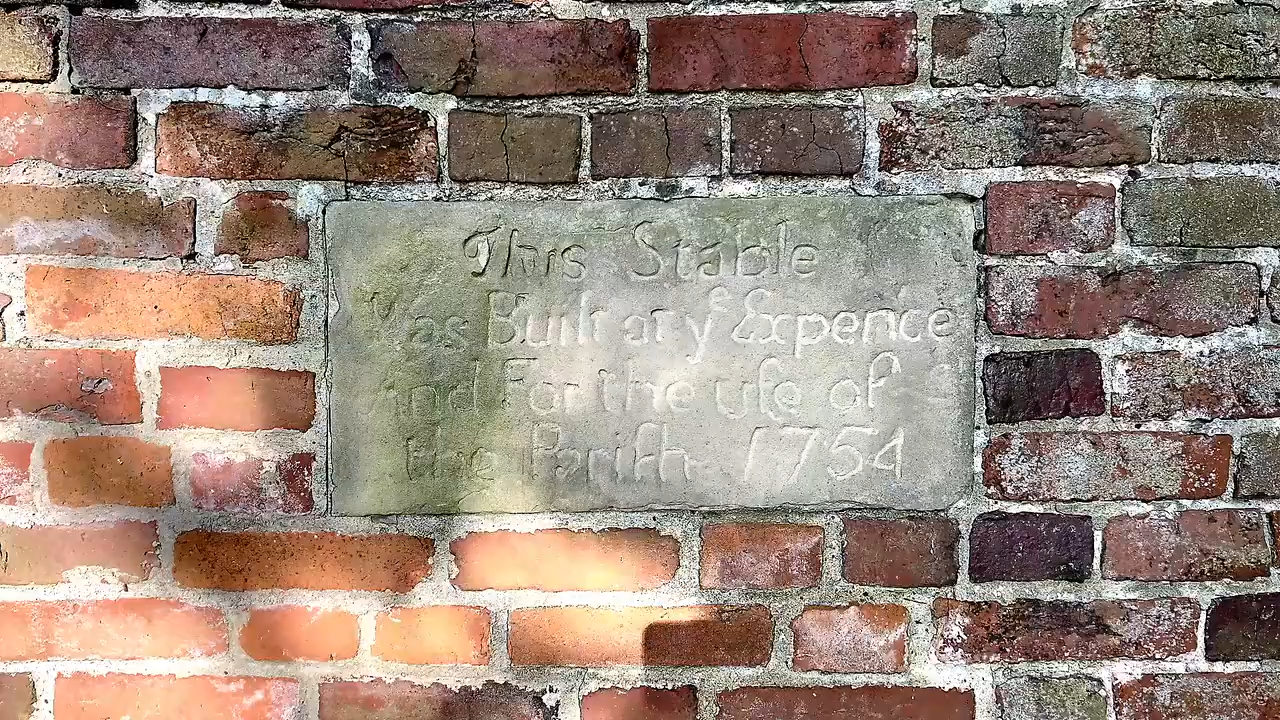 This Stable
Was Built at yᵉ Expence
And For the uſe of
the Pariſh 1754